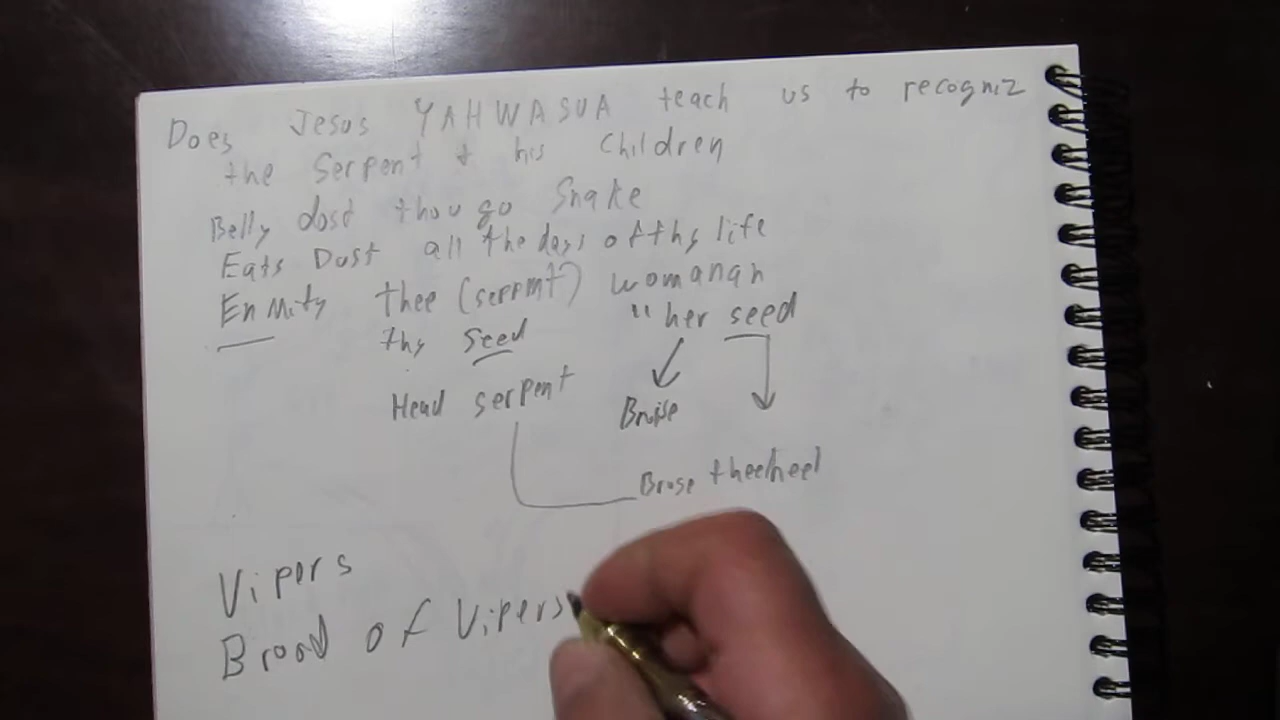 Does Jesus YAHWASUA teach us to recogniz
the Serpent + his Children
Belly dost thou go Snake
Eats Dust all the days of thy life
Enmity thee (serpmt) womanan
thy Seed " her seed
Head serpent Bruise
Bruse theelheel
Vipers
Brood of Vipers